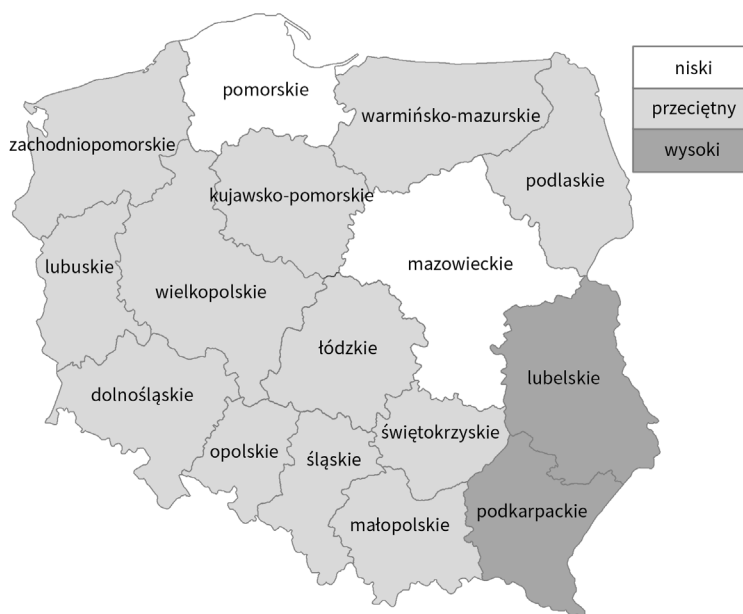 niski
przeciętny
wysoki
pomorskie
warmińsko-mazurskie
zachodniopomorskie
podlaskie
kujawsko-pomorskie
lubuskie
mazowieckie
wielkopolskie
łódzkie
lubelskie
dolnośląskie
świętokrzyskie
opolskie
śląskie
podkarpackie
małopolskie